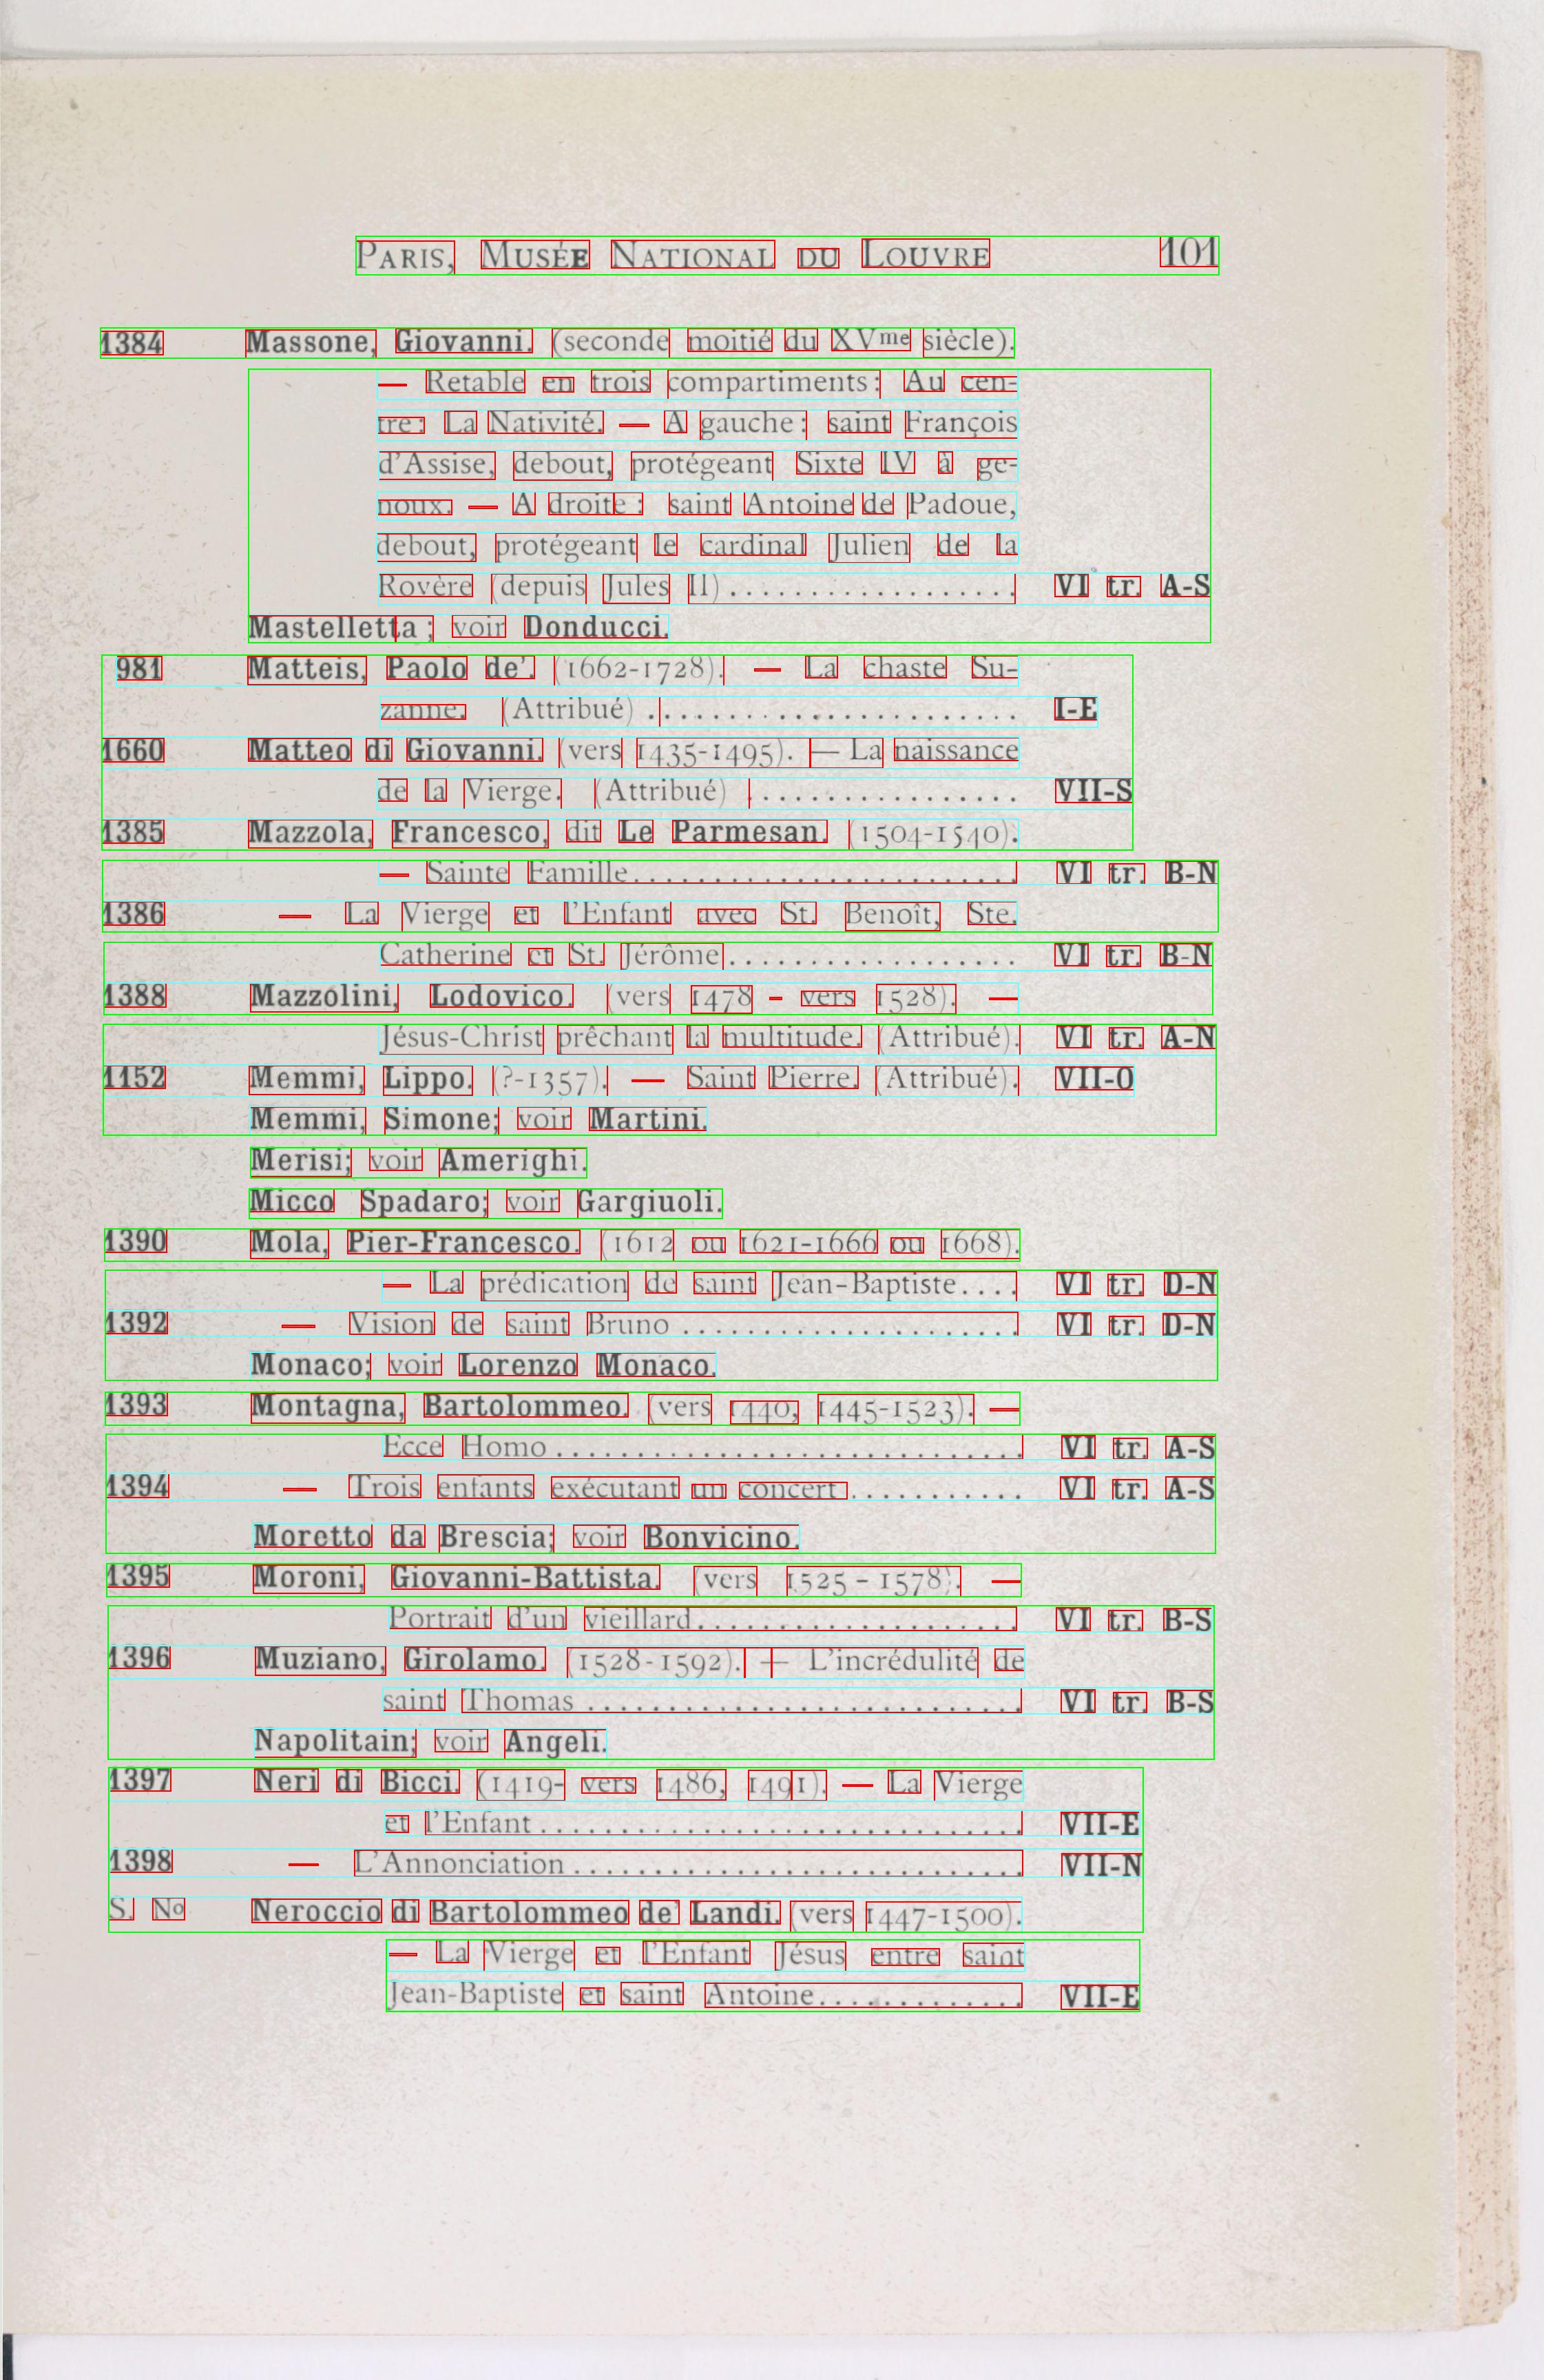 PARIS, MUSÉE NATIONAL DU LOUVRE 101
1384 Massone, Giovanni. (seconde moitié du XVme siècle).
— Retable en trois compartiments: Au cen-
tre: La Nativité. — A gauche: saint François
d'Assise, debout, protégeant Sixte IV à ge-
noux. — A droite: saint Antoine de Padoue,
debout, protégeant le cardinal Julien de la
Rovère (depuis Jules II).................. VI tr. A-S
Mastelletta; voir Donducci.
981 Matteis, Paolo de'. (1662-1728). — La chaste Su-
zanne. (Attribué) ....................... I-E
1660 Matteo di Giovanni. (vers 1435-1495). — La naissance
de la Vierge. (Attribué) ................. VII-S
1385 Mazzola, Francesco, dit Le Parmesan. (1504-1540).
— Sainte Famille........................ VI tr. B-N
1386 — La Vierge et l'Enfant avec St. Benoît, Ste.
Catherine et St. Jérôme.................. VI tr. B-N
1388 Mazzolini, Lodovico. (vers 1478 - vers 1528). —
Jésus-Christ prêchant la multitude. (Attribué). VI tr. A-N
1152 Memmi, Lippo. (?-1357). — Saint Pierre. (Attribué). VII-O
Memmi, Simone; voir Martini.
Merisi; voir Amerighi.
Micco Spadaro; voir Gargiuoli.
1390 Mola, Pier-Francesco. (1612 ou 1621-1666 ou 1668).
— La prédication de saint Jean-Baptiste.... VI tr. D-N
1392 — Vision de saint Bruno ..................... VI tr. D-N
Monaco; voir Lorenzo Monaco.
1393 Montagna, Bartolommeo. (vers 1440, 1445-1523). —
Ecce Homo ............................. VI tr. A-S
1394 — Trois enfants exécutant un concert........... VI tr. A-S
Moretto da Brescia; voir Bonvicino.
1395 Moroni, Giovanni-Battista. (vers 1525 - 1578). —
Portrait d'un vieillard.................... VI tr. B-S
1396 Muziano, Girolamo. (1528-1592). — L'incrédulité de
saint Thomas ........................... VI tr. B-S
Napolitain; voir Angeli.
1397 Neri di Bicci. (1419- vers 1486, 1491). — La Vierge
et l'Enfant .............................. VII-E
1398 — L'Annonciation............................ VII-N
S. No Neroccio di Bartolommeo de' Landi. (vers 1447-1500).
— La Vierge et l'Enfant Jésus entre saint
Jean-Baptiste et saint Antoine............. VII-E